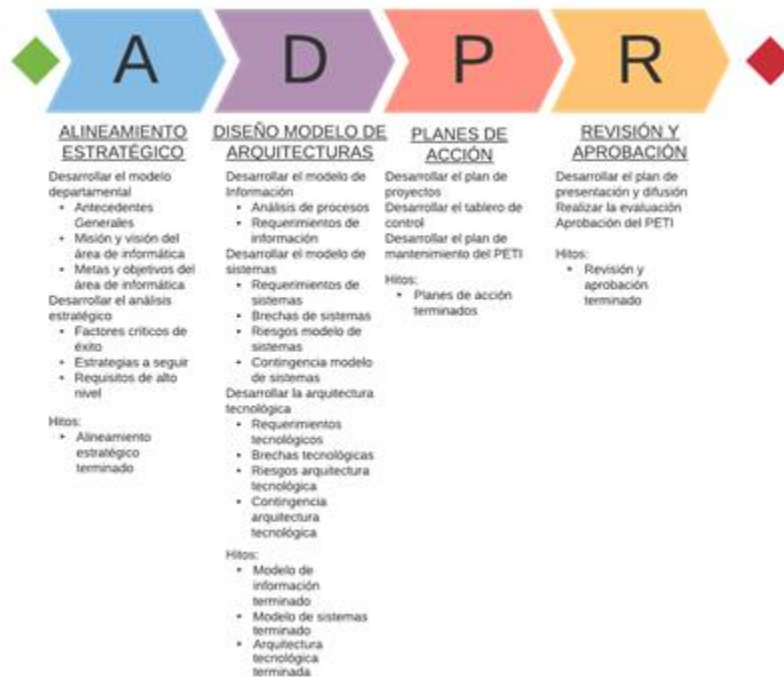 A
D
P
R
ALINEAMIENTO
ESTRATÉGICO
Desarrollar el modelo
departamental
• Antecedentes
Generales
• Misión y visión del
área de informática
• Metas y objetivos del
área de informática
Desarrollar el análisis
estratégico
• Factores críticos de
éxito
• Estrategias a seguir
• Requisitos de alto
nivel
Hitos:
• Alineamiento
estratégico
terminado
DISEÑO MODELO DE
ARQUITECTURAS
Desarrollar el modelo de
Información
• Análisis de procesos
• Requerimientos de
información
Desarrollar el modelo de
sistemas
• Requerimientos de
sistemas
• Brechas de sistemas
• Riesgos modelo de
sistemas
• Contingencia modelo
de sistemas
Desarrollar la arquitectura
tecnológica
• Requerimientos
tecnológicos
• Brechas tecnológicas
• Riesgos arquitectura
tecnológica
• Contingencia
arquitectura
tecnológica
Hitos:
• Modelo de
información
terminado
• Modelo de sistemas
terminado
• Arquitectura
tecnológica
terminada
PLANES DE
ACCIÓN
Desarrollar el plan de
proyectos
Desarrollar el tablero de
control
Desarrollar el plan de
mantenimiento del PETI
Hitos:
• Planes de acción
terminados
REVISIÓN Y
APROBACIÓN
Desarrollar el plan de
presentación y difusión
Realizar la evaluación
Aprobación del PETI
Hitos:
• Revisión y
aprobación
terminado